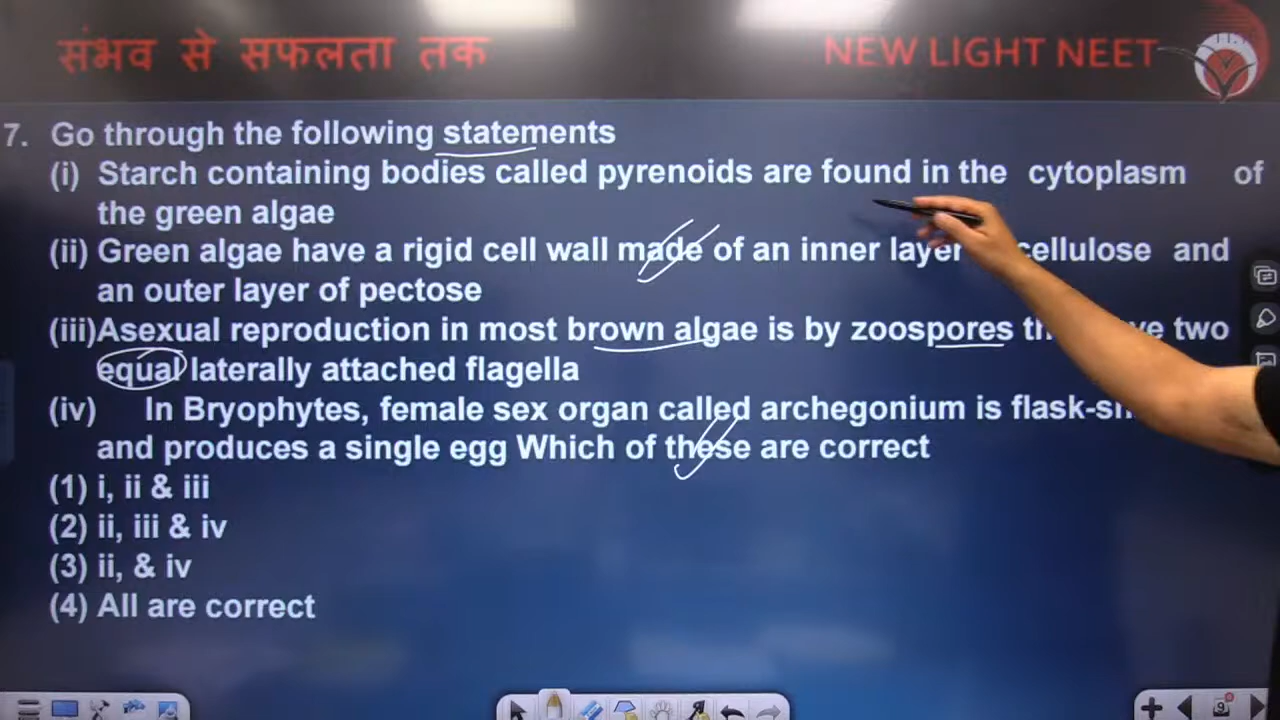 संभव से सफलता तक
NEW LIGHT NEET
7. Go through the following statements
(i) Starch containing bodies called pyrenoids are found in the cytoplasm of
the green algae
(ii) Green algae have a rigid cell wall made of an inner layer cellulose and
an outer layer of pectose
(iii)Asexual reproduction in most brown algae is by zoospores two
equal laterally attached flagella
(iv) In Bryophytes, female sex organ called archegonium is
and produces a single egg Which of these are correct
(1) i, ii & iii
(2) ii, iii & iv
(3) ii, & iv
(4) All are correct